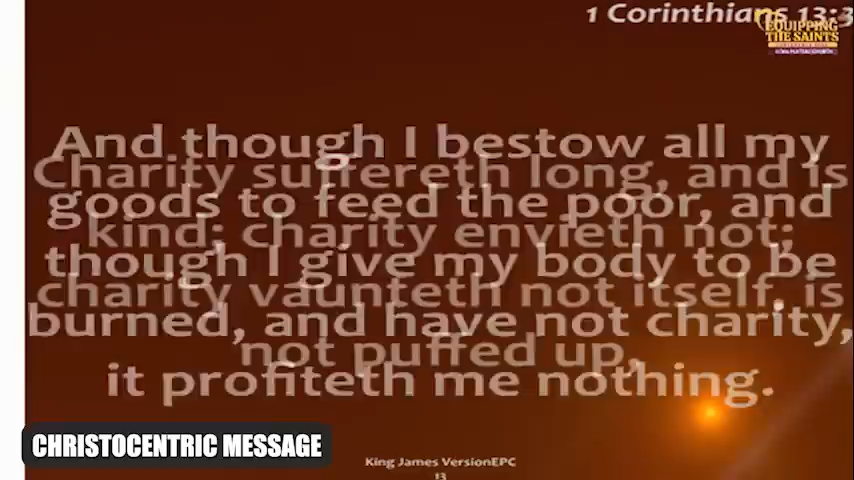 1 Corinthians 13:3
EQUIPPING
THE SAINTS
And though I bestow all my
Charity suffereth long, and is
goods to feed the poor, and
kind; charity envieth not;
though I give my body to be
charity vaunteth not itself, is
burned, and have not charity,
not puffed up,
it profiteth me nothing.
CHRISTOCENTRIC MESSAGE
King James VersionEPC
13